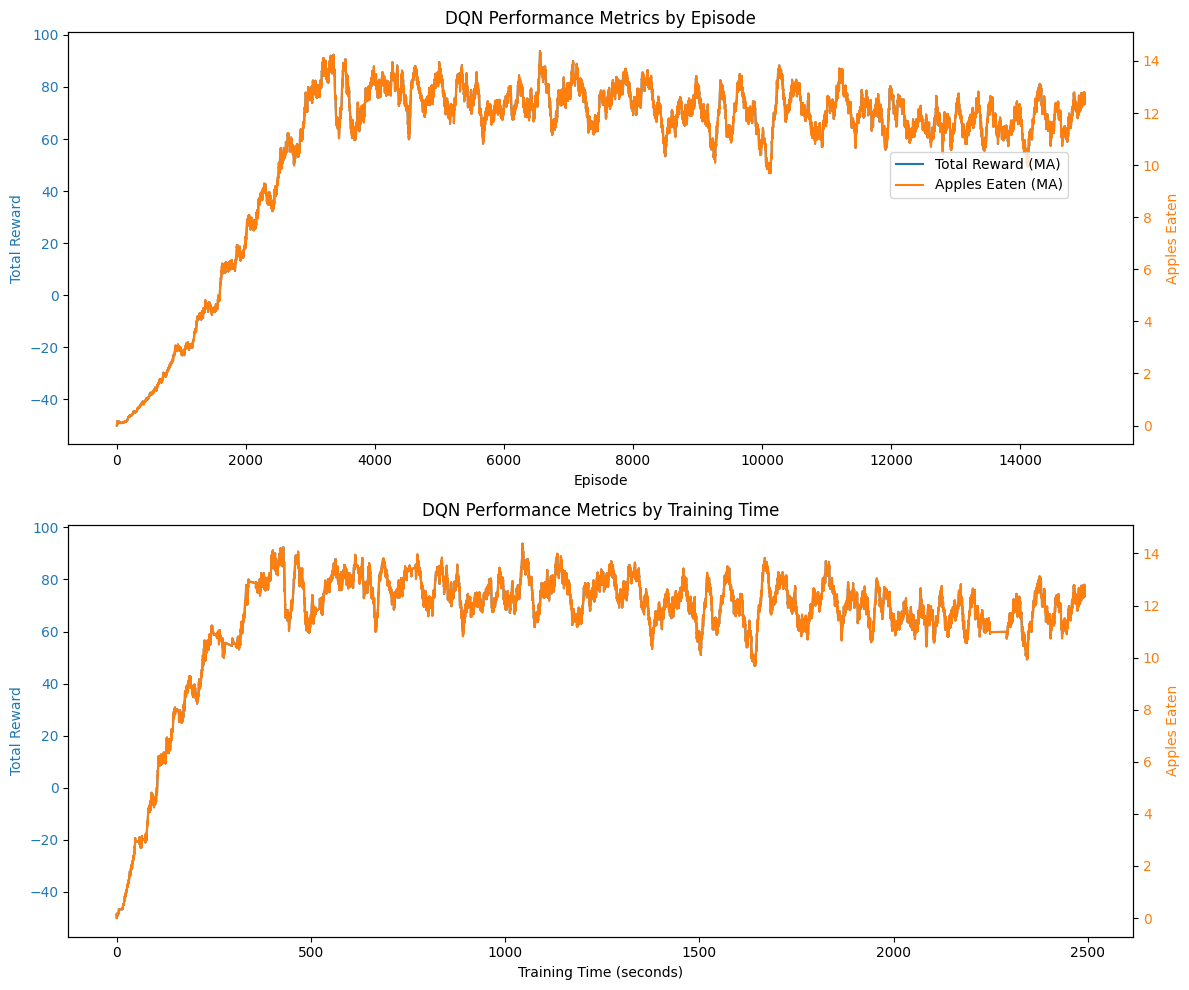 DQN Performance Metrics by Episode
100
80
60
40
20
0
−20
−40
Total Reward
14
12
10
8
6
4
2
0
Apples Eaten
Total Reward (MA)
Apples Eaten (MA)
0 2000 4000 6000 8000 10000 12000 14000
Episode
DQN Performance Metrics by Training Time
100
80
60
40
20
0
−20
−40
Total Reward
14
12
10
8
6
4
2
0
Apples Eaten
0 500 1000 1500 2000 2500
Training Time (seconds)